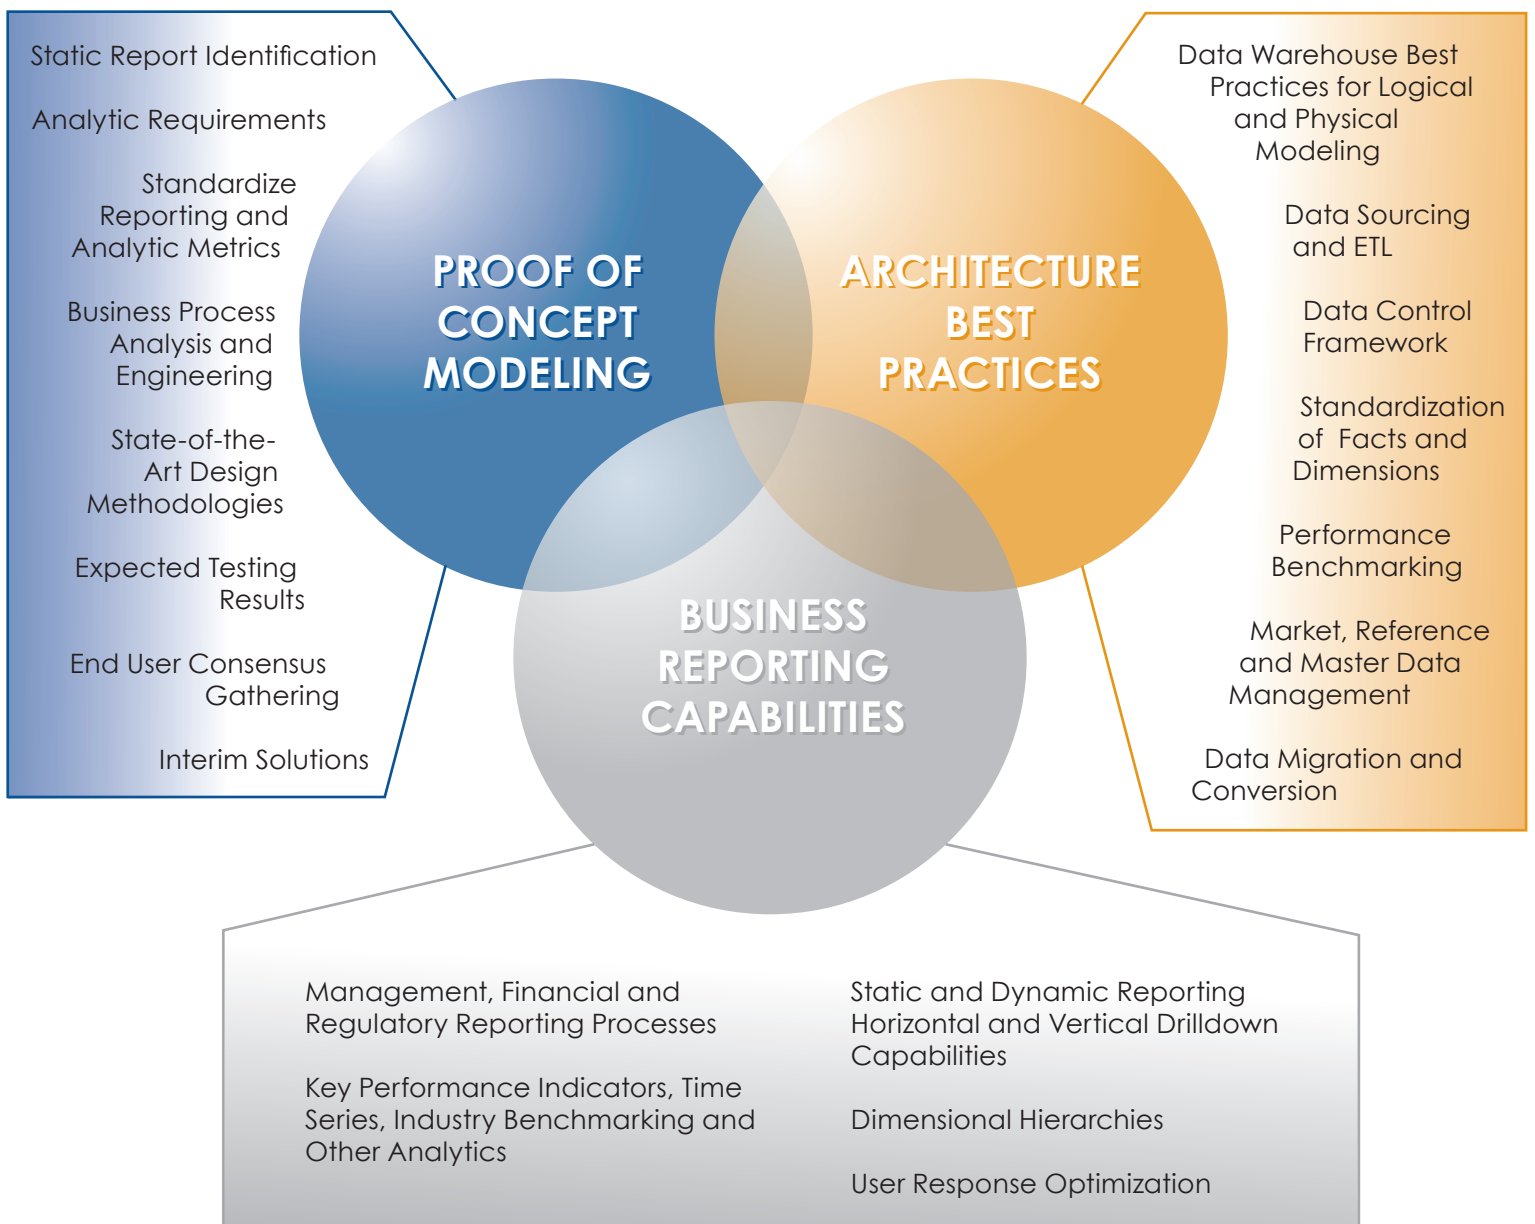 Static Report Identification
Analytic Requirements
Standardize
Reporting and
Analytic Metrics
Business Process
Analysis and
Engineering
State-of-the-
Art Design
Methodologies
Expected Testing
Results
End User Consensus
Gathering
Interim Solutions
PROOF OF
CONCEPT
MODELING
ARCHITECTURE
BEST
PRACTICES
Data Warehouse Best
Practices for Logical
and Physical
Modeling
Data Sourcing
and ETL
Data Control
Framework
Standardization
of  Facts and
Dimensions
Performance
Benchmarking
Market, Reference
and Master Data
Management
Data Migration and
Conversion
BUSINESS
REPORTING
CAPABILITIES
Management, Financial and
Regulatory Reporting Processes
Key Performance Indicators, Time
Series, Industry Benchmarking and
Other Analytics
Static and Dynamic Reporting
Horizontal and Vertical Drilldown
Capabilities
Dimensional Hierarchies
User Response Optimization